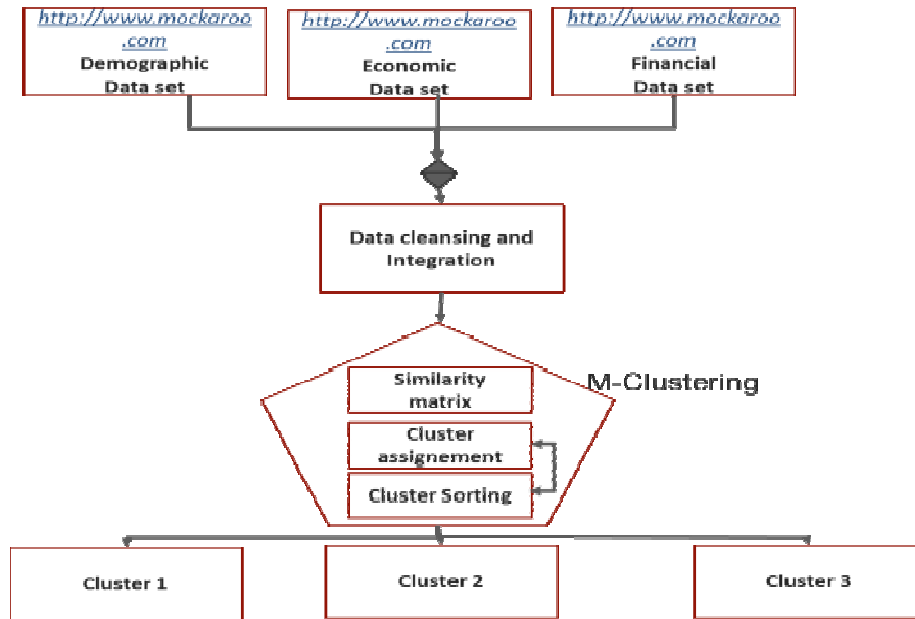 http://www.mockaroo
.com
Demographic
Data set
http://www.mockaroo
.com
Economic
Data set
http://www.mockaroo
.com
Financial
Data set
Data cleansing and
Integration
M-Clustering
Similarity
matrix
Cluster
assignement
Cluster Sorting
Cluster 1
Cluster 2
Cluster 3